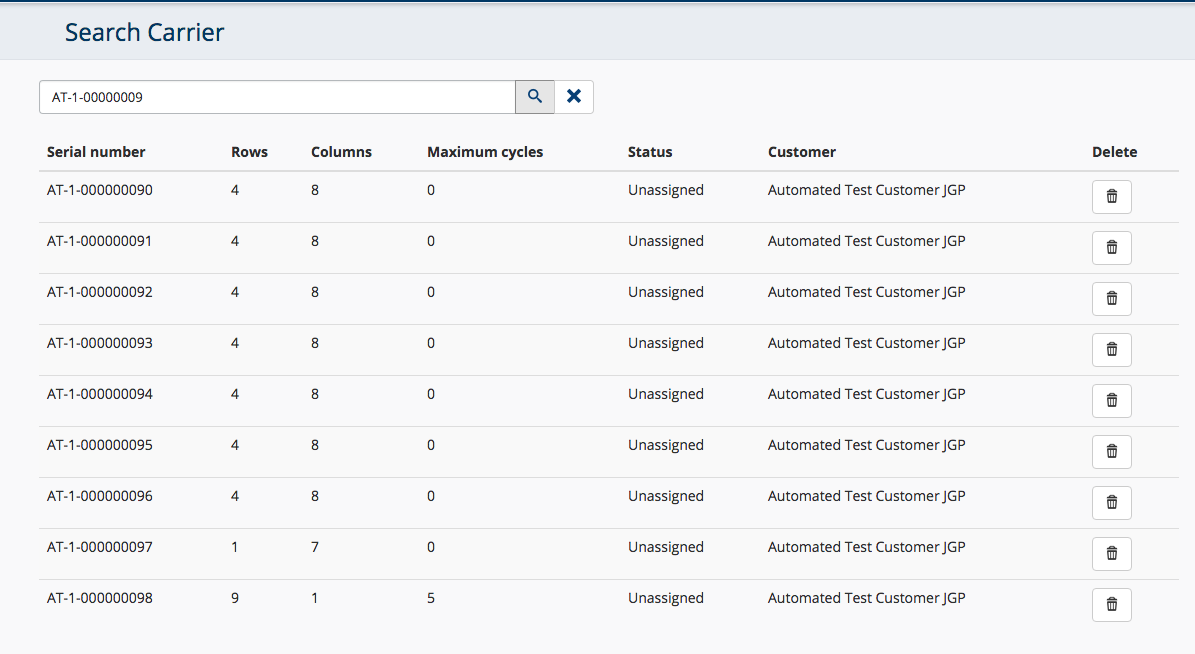 Search Carrier
AT-1-00000009
Serial number Rows Columns Maximum cycles Status Customer Delete
AT-1-000000090 4 8 0 Unassigned Automated Test Customer JGP
AT-1-000000091 4 8 0 Unassigned Automated Test Customer JGP
AT-1-000000092 4 8 0 Unassigned Automated Test Customer JGP
AT-1-000000093 4 8 0 Unassigned Automated Test Customer JGP
AT-1-000000094 4 8 0 Unassigned Automated Test Customer JGP
AT-1-000000095 4 8 0 Unassigned Automated Test Customer JGP
AT-1-000000096 4 8 0 Unassigned Automated Test Customer JGP
AT-1-000000097 1 7 0 Unassigned Automated Test Customer JGP
AT-1-000000098 9 1 5 Unassigned Automated Test Customer JGP